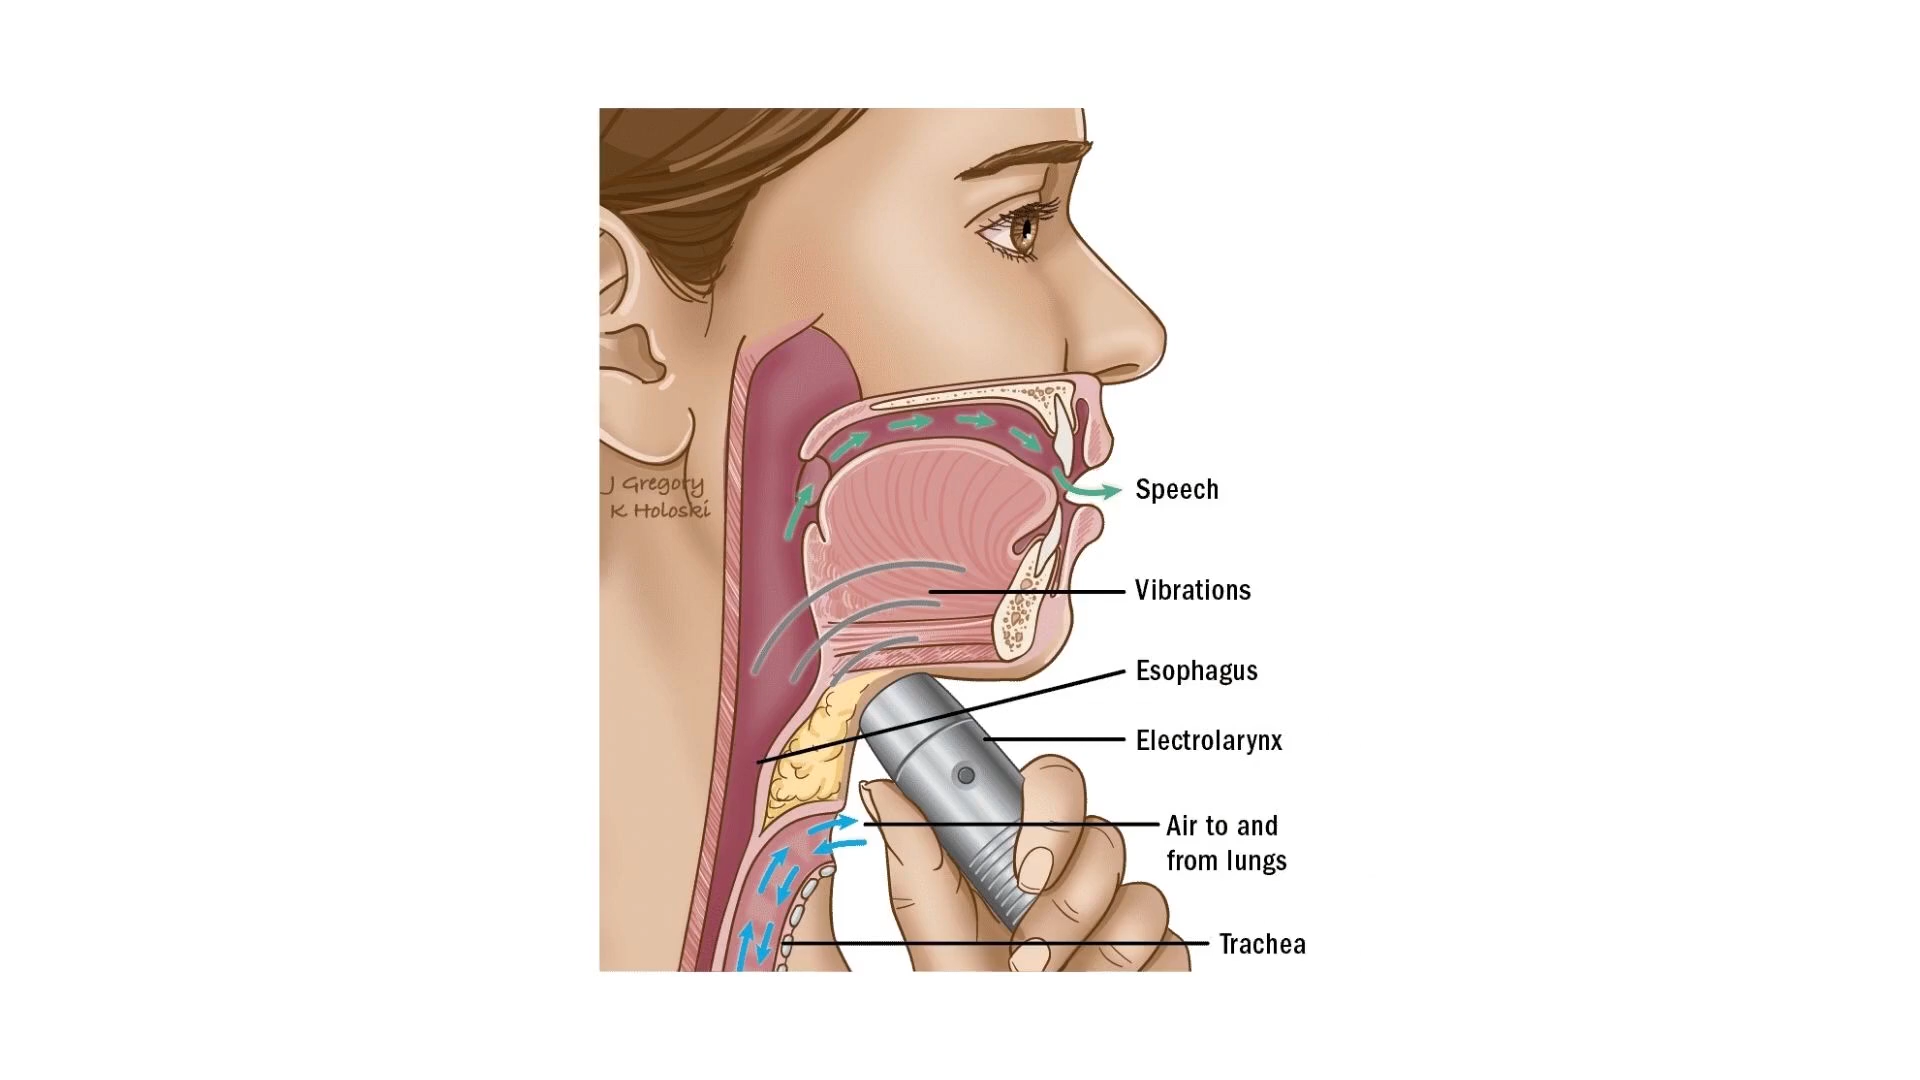 J Gregory
K Holoski
Speech
Vibrations
Esophagus
Electrolarynx
Air to and
from lungs
Trachea